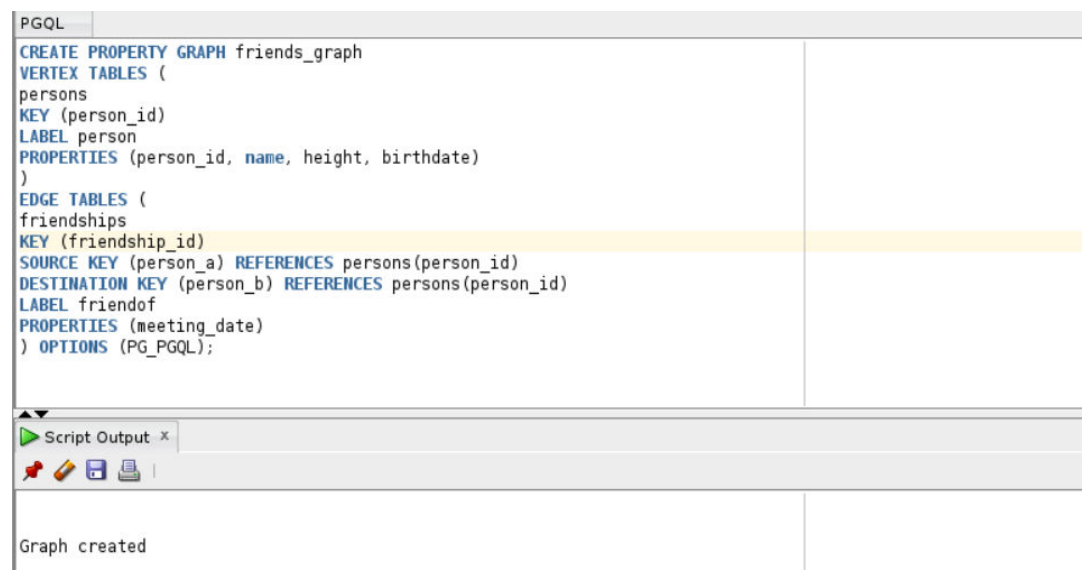 PGQL
CREATE PROPERTY GRAPH friends_graph
VERTEX TABLES (
persons
KEY (person_id)
LABEL person
PROPERTIES (person_id, name, height, birthdate)
)
EDGE TABLES (
friendships
KEY (friendship_id)
SOURCE KEY (person_a) REFERENCES persons(person_id)
DESTINATION KEY (person_b) REFERENCES persons(person_id)
LABEL friendof
PROPERTIES (meeting_date)
) OPTIONS (PG_PGQL);
Script Output x
Graph created